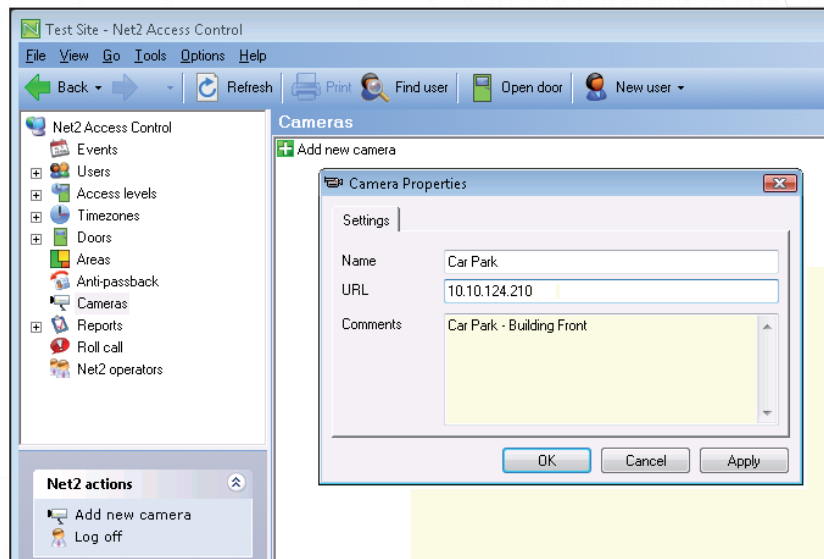 Test Site - Net2 Access Control
File View Go Tools Options Help
Back Refresh Print Find user Open door New user
Net2 Access Control
Events
Users
Access levels
Timezones
Doors
Areas
Anti-passback
Cameras
Reports
Roll call
Net2 operators
Net2 actions
Add new camera
Log off
Cameras
Add new camera
Camera Properties
Settings
Name Car Park
URL 10.10.124.210
Comments Car Park - Building Front
OK Cancel Apply